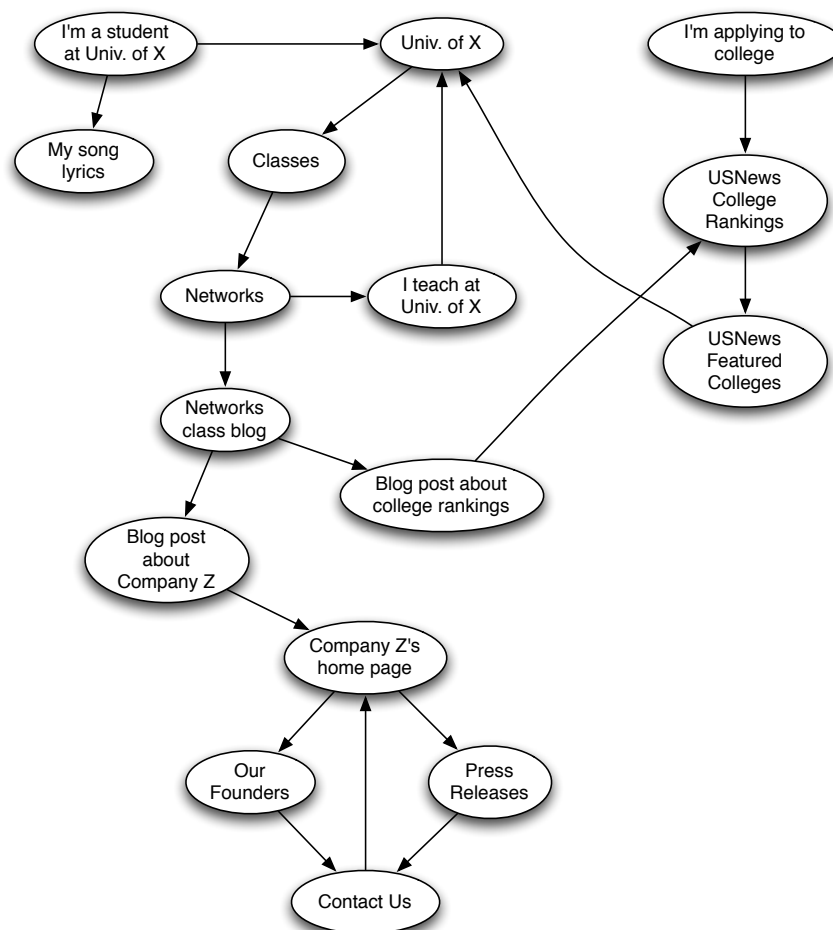 I'm a student
at Univ. of X
Univ. of X
I'm applying to
college
My song
lyrics
Classes
USNews
College
Rankings
Networks
I teach at
Univ. of X
USNews
Featured
Colleges
Networks
class blog
Blog post about
college rankings
Blog post
about
Company Z
Company Z's
home page
Our
Founders
Press
Releases
Contact Us